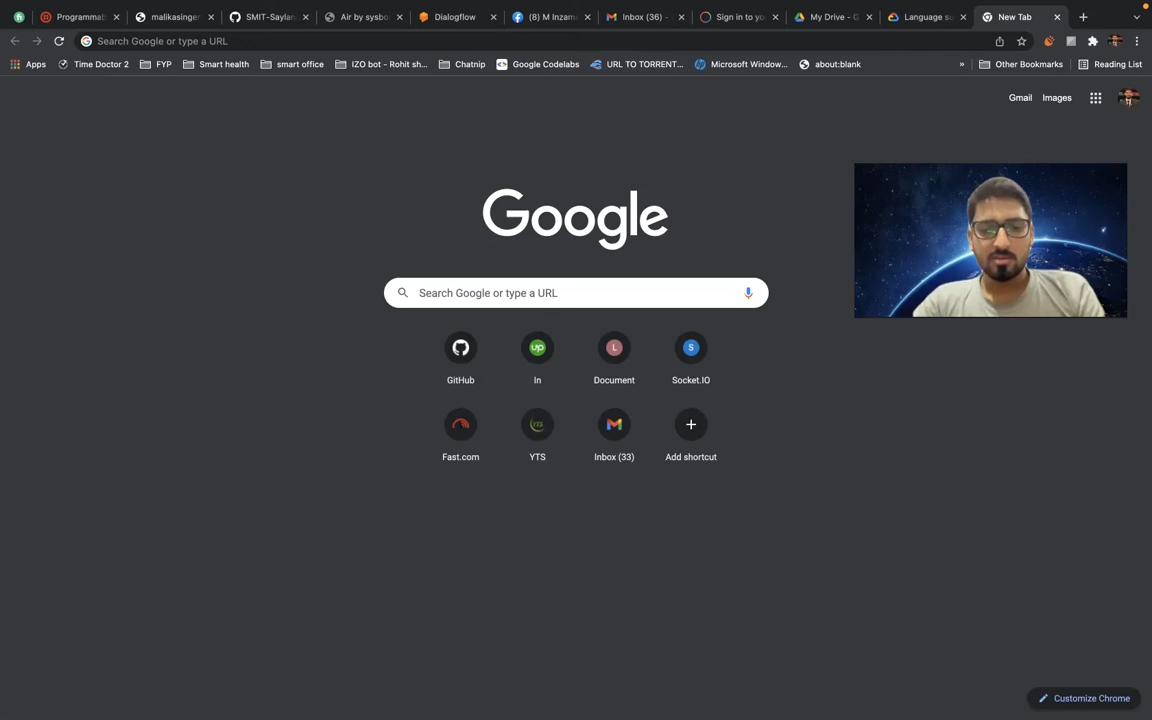 Programmab
malikasinger
SMIT-Saylan
Air by sysbo
Dialogflow
(8) M Inzam
Inbox (36) -
Sign in to yo
My Drive - G
Language su
New Tab
Search Google or type a URL
Apps
Time Doctor 2
FYP
Smart health
smart office
IZO bot - Rohit sh...
Chatnip
Google Codelabs
URL TO TORRENT...
Microsoft Window...
about:blank
»
Other Bookmarks
Reading List
Gmail
Images
Google
Search Google or type a URL
GitHub
In
Document
Socket.IO
Fast.com
YTS
Inbox (33)
Add shortcut
Customize Chrome